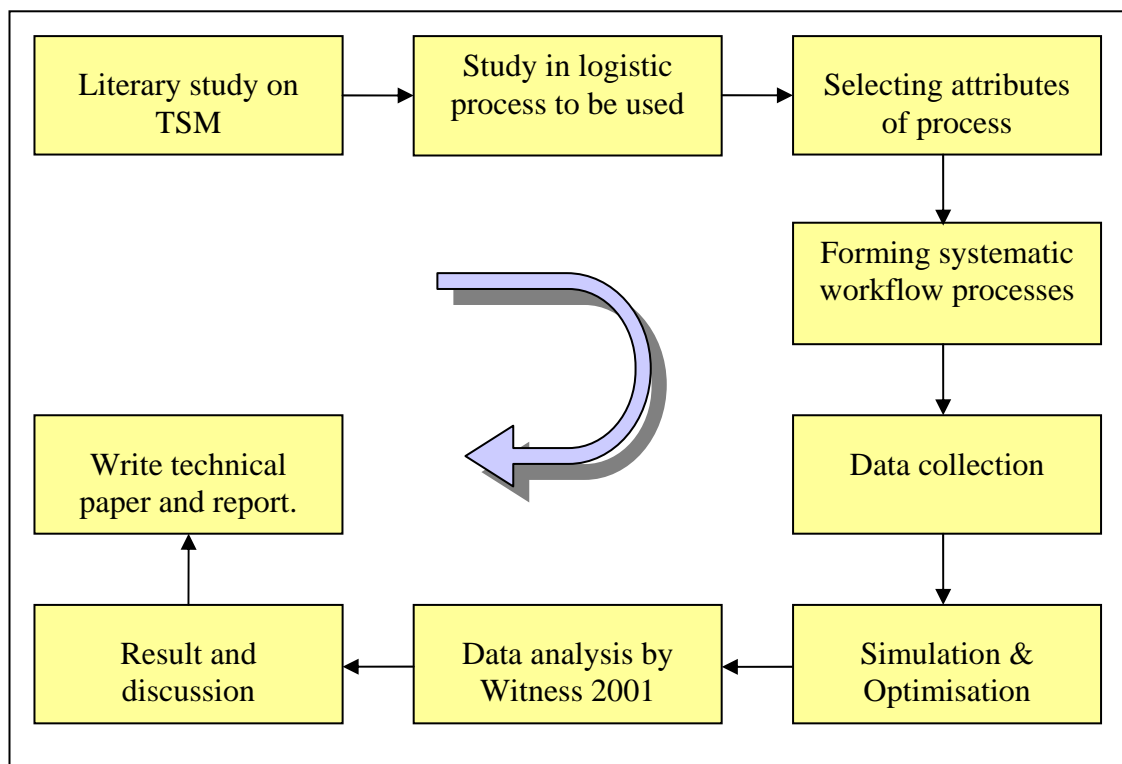 Literary study on
TSM
Study in logistic
process to be used
Selecting attributes
of process
Forming systematic
workflow processes
Data collection
Simulation &
Optimisation
Data analysis by
Witness 2001
Result and
discussion
Write technical
paper and report.